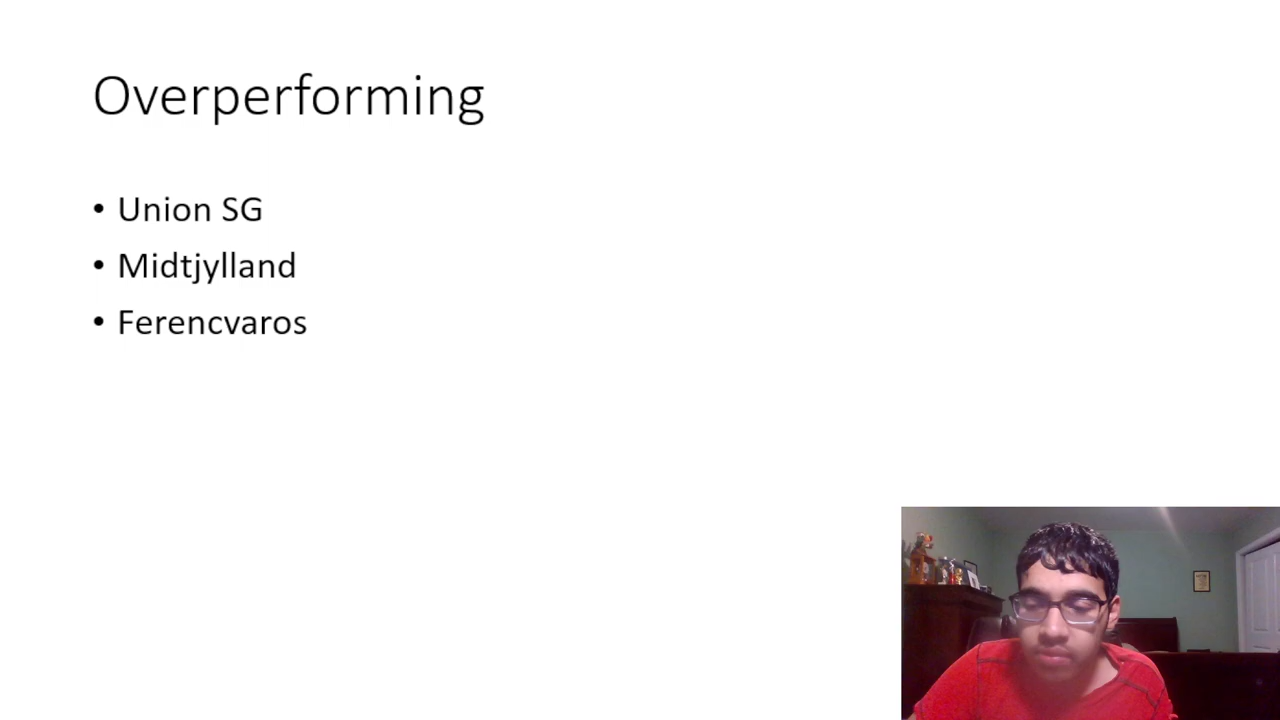 Overperforming
• Union SG
• Midtjylland
• Ferencvaros